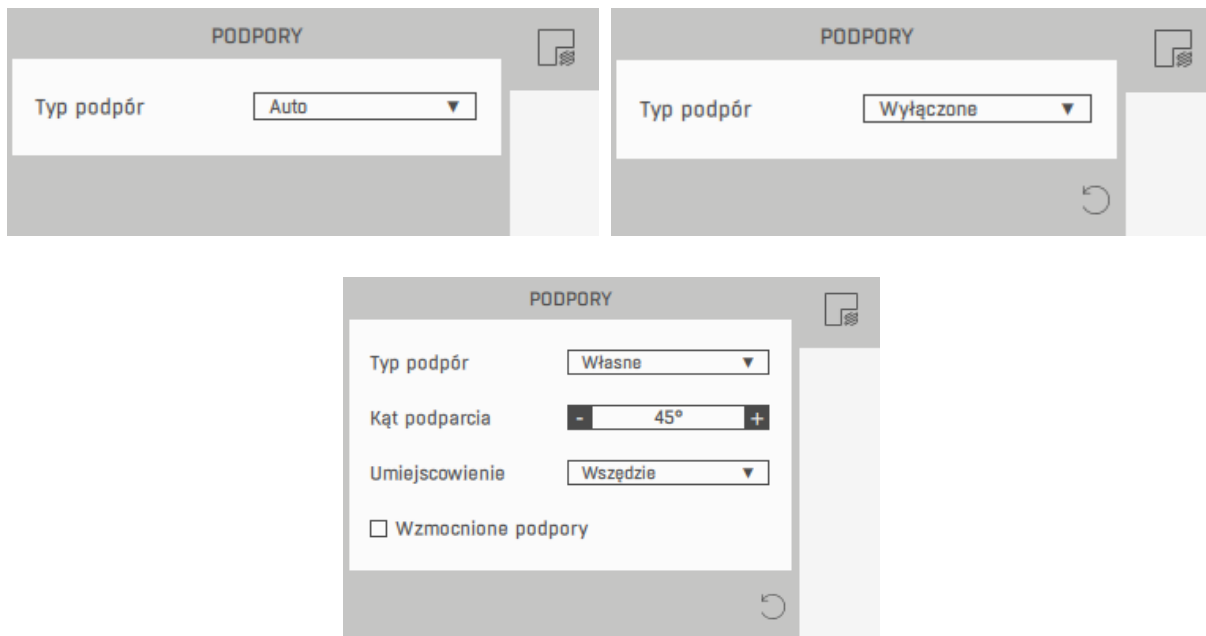 PODPORY
Typ podpór Auto ▼
PODPORY
Typ podpór Wyłączone ▼
PODPORY
Typ podpór Własne ▼
Kąt podparcia - 45° +
Umiejscowienie Wszędzie ▼
Wzmocnione podpory